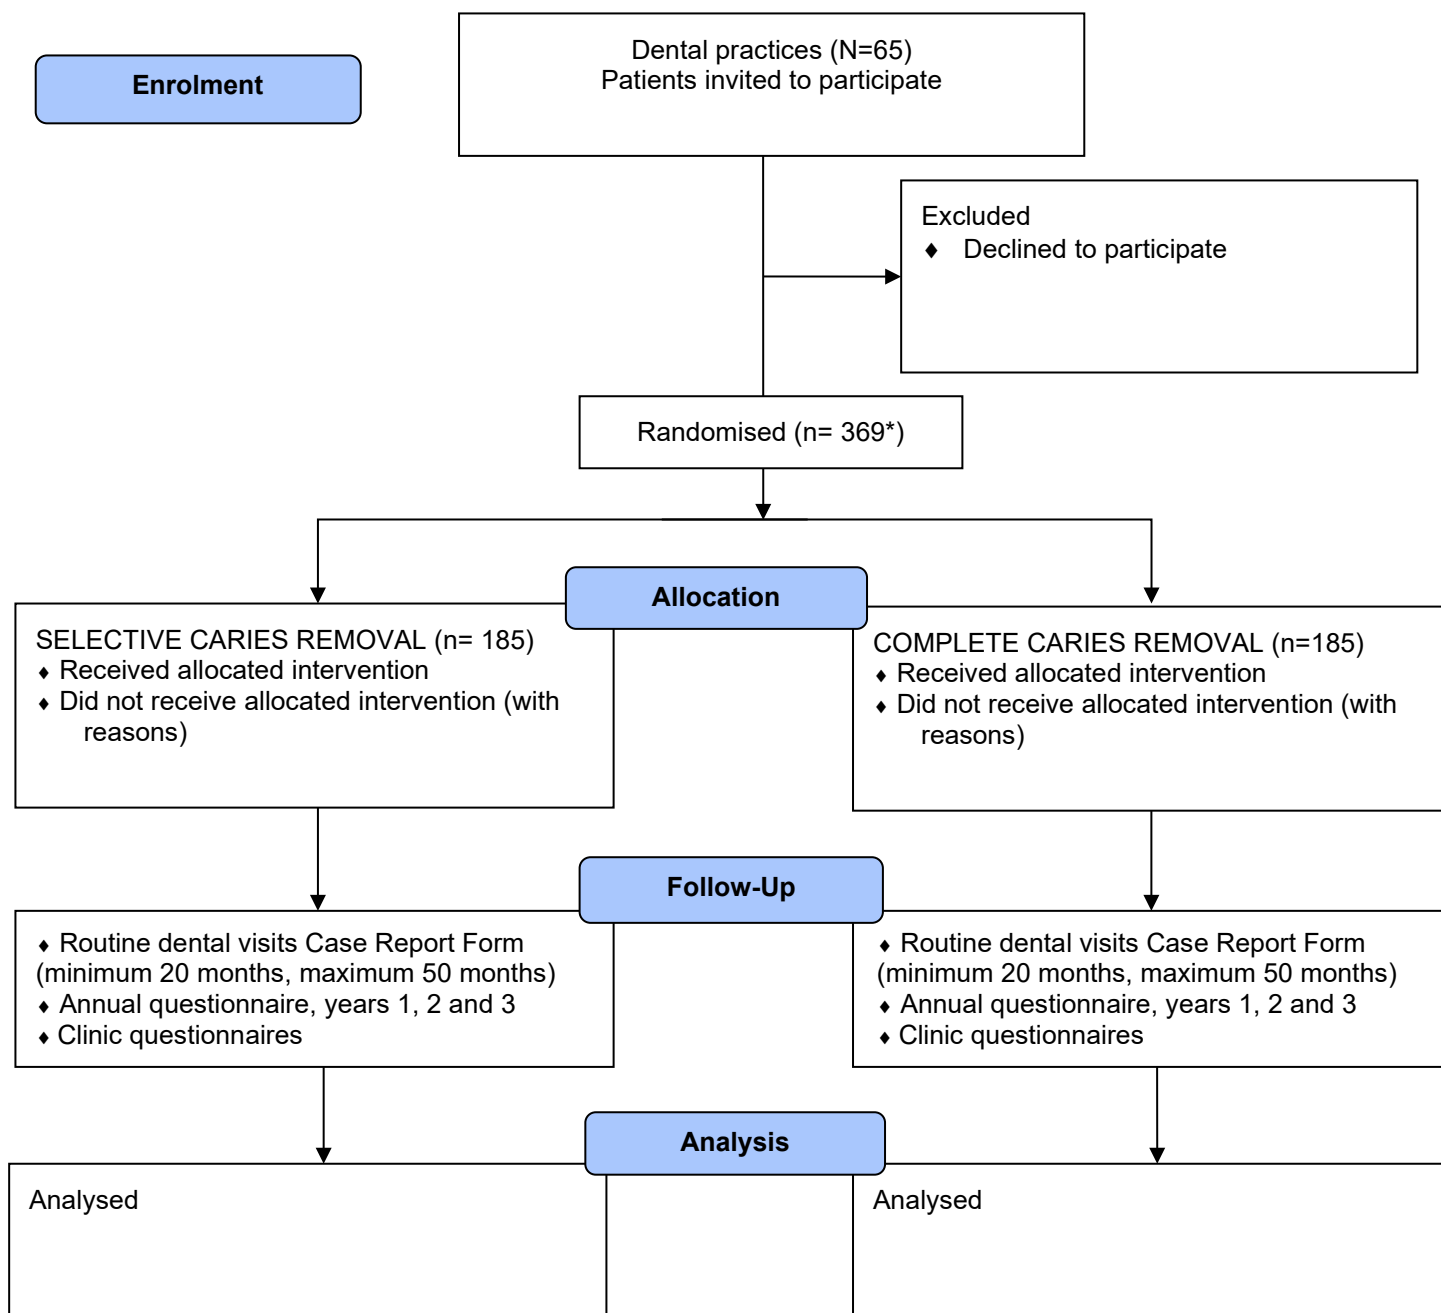 Enrolment
Dental practices (N=65)
Patients invited to participate
Excluded
♦ Declined to participate
Randomised (n= 369*)
Allocation
SELECTIVE CARIES REMOVAL (n= 185)
♦ Received allocated intervention
♦ Did not receive allocated intervention (with
reasons)
COMPLETE CARIES REMOVAL (n=185)
♦ Received allocated intervention
♦ Did not receive allocated intervention (with
reasons)
Follow-Up
♦ Routine dental visits Case Report Form
(minimum 20 months, maximum 50 months)
♦ Annual questionnaire, years 1, 2 and 3
♦ Clinic questionnaires
♦ Routine dental visits Case Report Form
(minimum 20 months, maximum 50 months)
♦ Annual questionnaire, years 1, 2 and 3
♦ Clinic questionnaires
Analysis
Analysed
Analysed